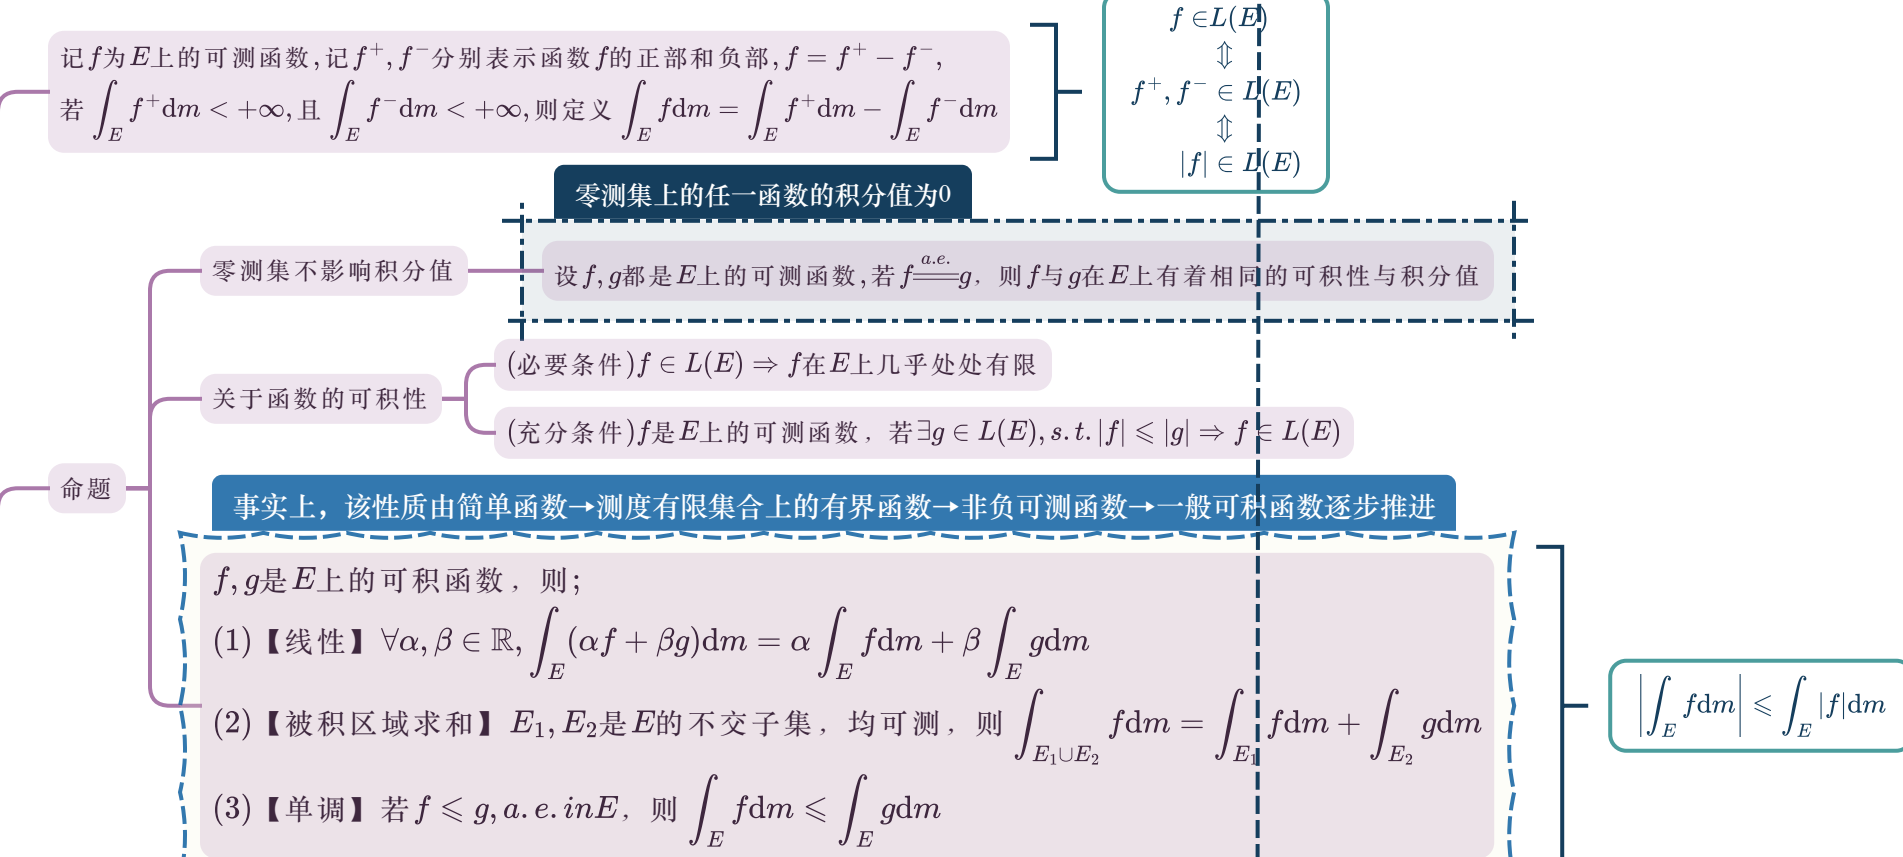 记f为E上的可测函数,记f⁺,f⁻分别表示函数f的正部和负部,f = f⁺ − f⁻,
若 ∫_E f⁺dm < +∞,且 ∫_E f⁻dm < +∞,则定义 ∫_E fdm = ∫_E f⁺dm − ∫_E f⁻dm
f ∈L(E)
⇕
f⁺, f⁻ ∈ L(E)
⇕
|f| ∈ L(E)
零测集上的任一函数的积分值为0
零测集不影响积分值
设f,g都是E上的可测函数,若f \xlongequal{a.e.} g，则f与g在E上有着相同的可积性与积分值
关于函数的可积性
(必要条件)f ∈ L(E) ⇒ f在E上几乎处处有限
(充分条件)f是E上的可测函数，若∃g ∈ L(E), s.t.|f| ⩽ |g| ⇒ f ∈ L(E)
命题
事实上，该性质由简单函数→测度有限集合上的有界函数→非负可测函数→一般可积函数逐步推进
f,g是E上的可积函数，则;
(1)【线性】∀α, β ∈ ℝ, ∫_E (αf + βg)dm = α ∫_E fdm + β ∫_E gdm
(2)【被积区域求和】E₁, E₂是E的不交子集，均可测，则 ∫_{E₁∪E₂} fdm = ∫_{E₁} fdm + ∫_{E₂} gdm
(3)【单调】若f ⩽ g, a.e.inE，则 ∫_E fdm ⩽ ∫_E gdm
|∫_E fdm| ⩽ ∫_E |f|dm